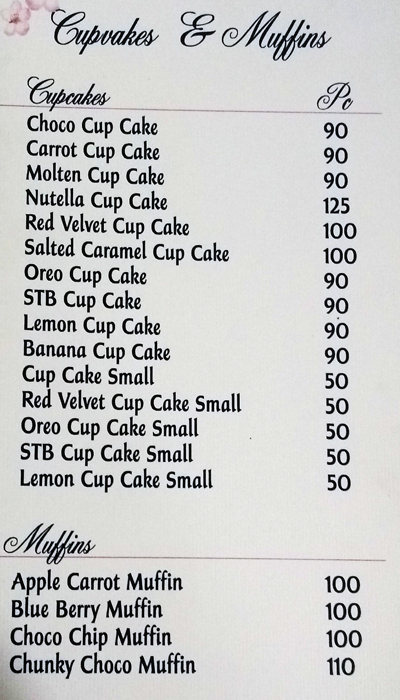 Cupvakes & Muffins
Cupcakes Pc
Choco Cup Cake 90
Carrot Cup Cake 90
Molten Cup Cake 90
Nutella Cup Cake 125
Red Velvet Cup Cake 100
Salted Caramel Cup Cake 100
Oreo Cup Cake 90
STB Cup Cake 90
Lemon Cup Cake 90
Banana Cup Cake 90
Cup Cake Small 50
Red Velvet Cup Cake Small 50
Oreo Cup Cake Small 50
STB Cup Cake Small 50
Lemon Cup Cake Small 50
Muffins
Apple Carrot Muffin 100
Blue Berry Muffin 100
Choco Chip Muffin 100
Chunky Choco Muffin 110